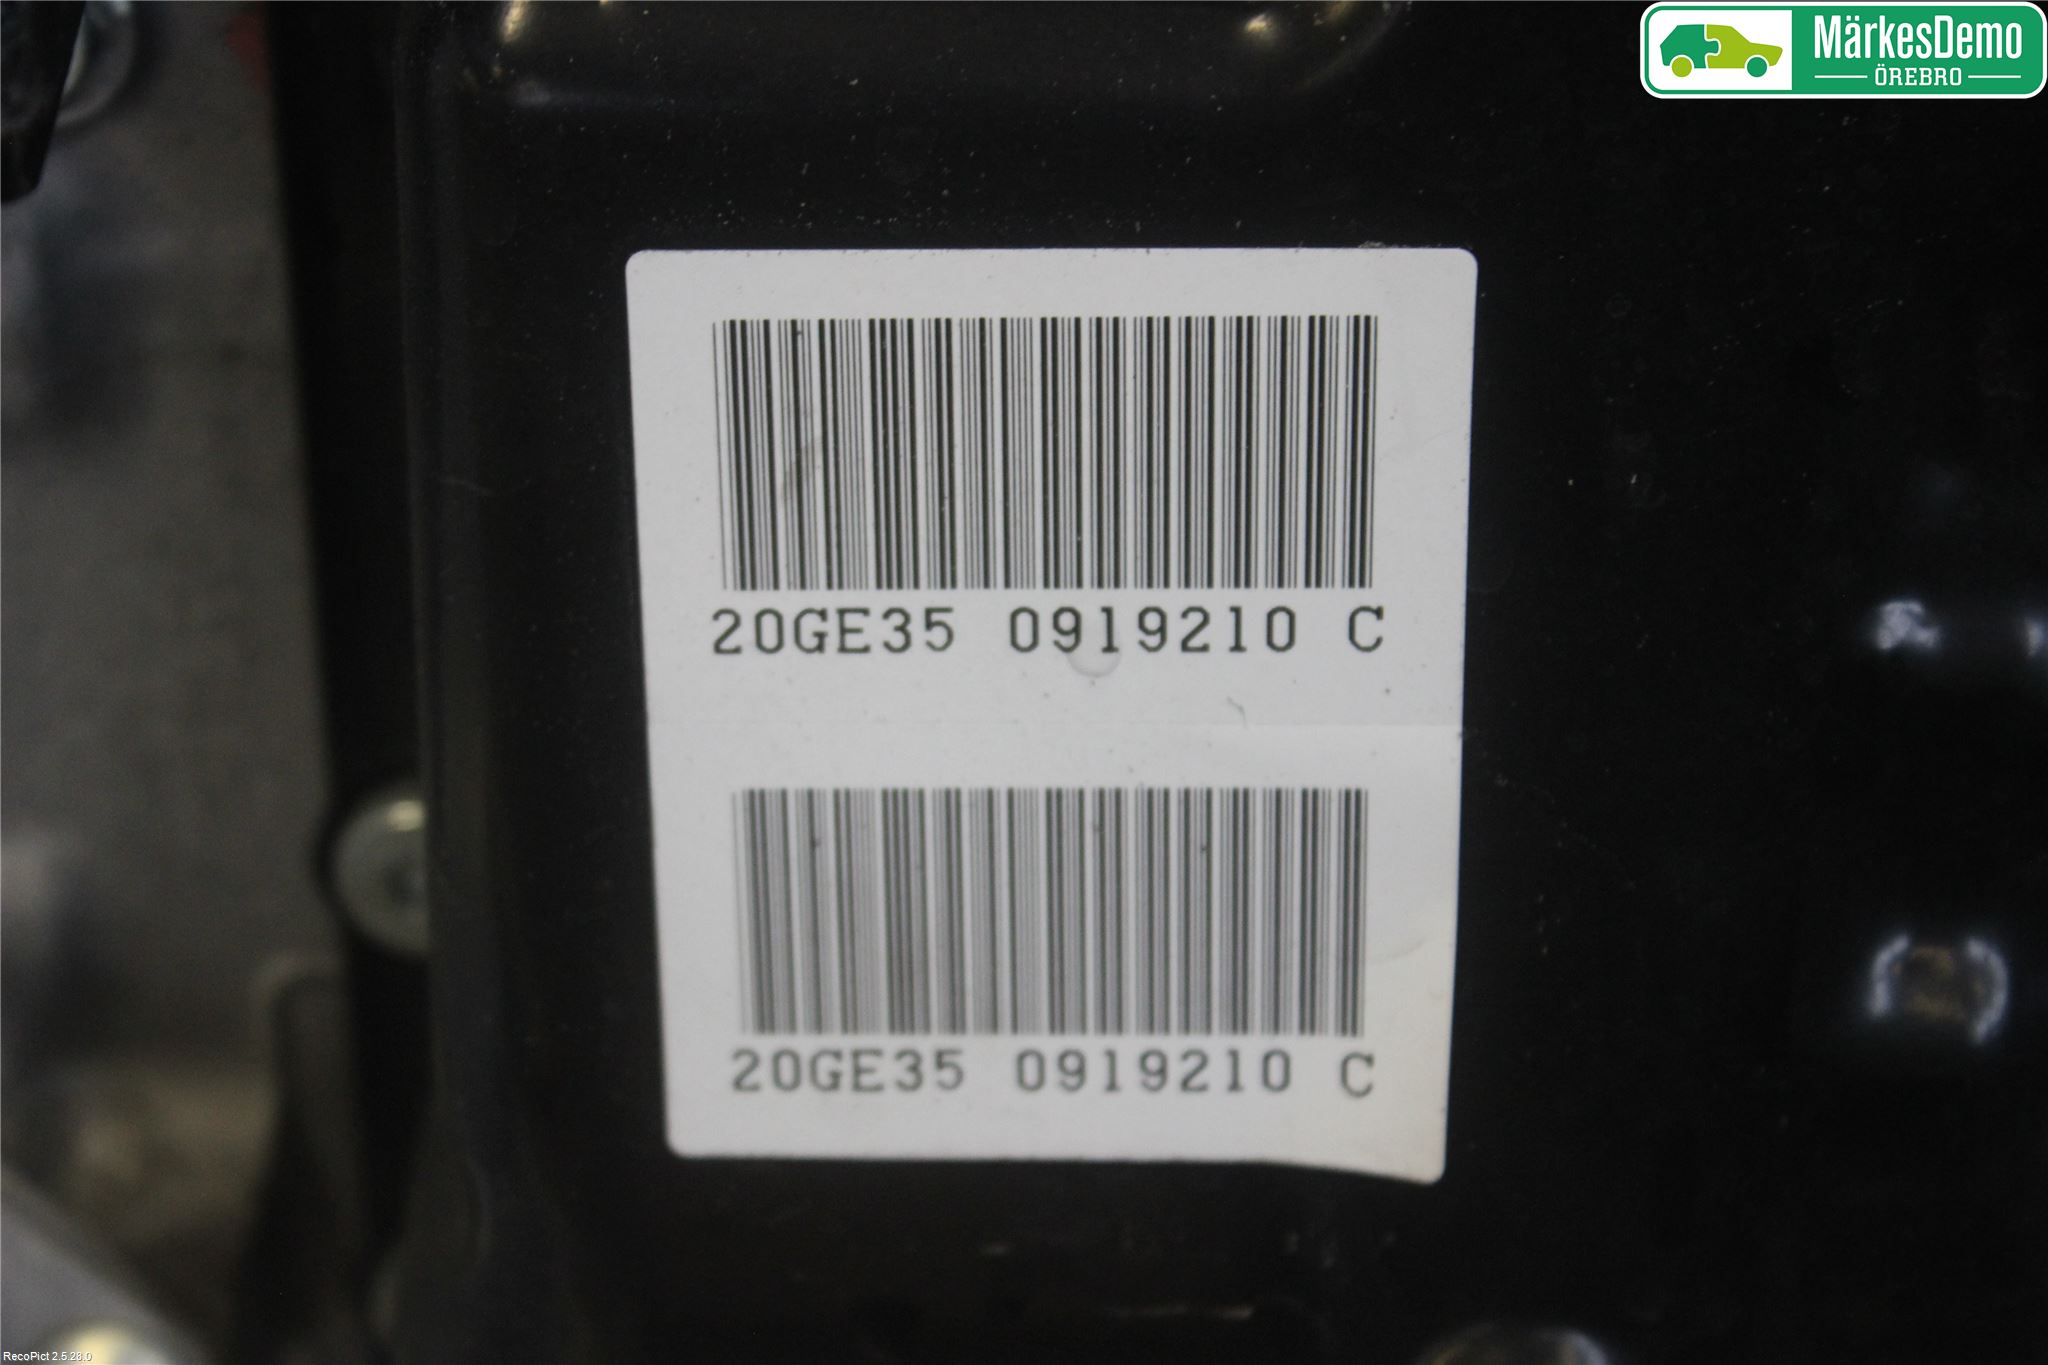 MärkesDemo
ÖREBRO
20GE35 0919210 C
20GE35 0919210 C
RecoPict 2.5.28.0